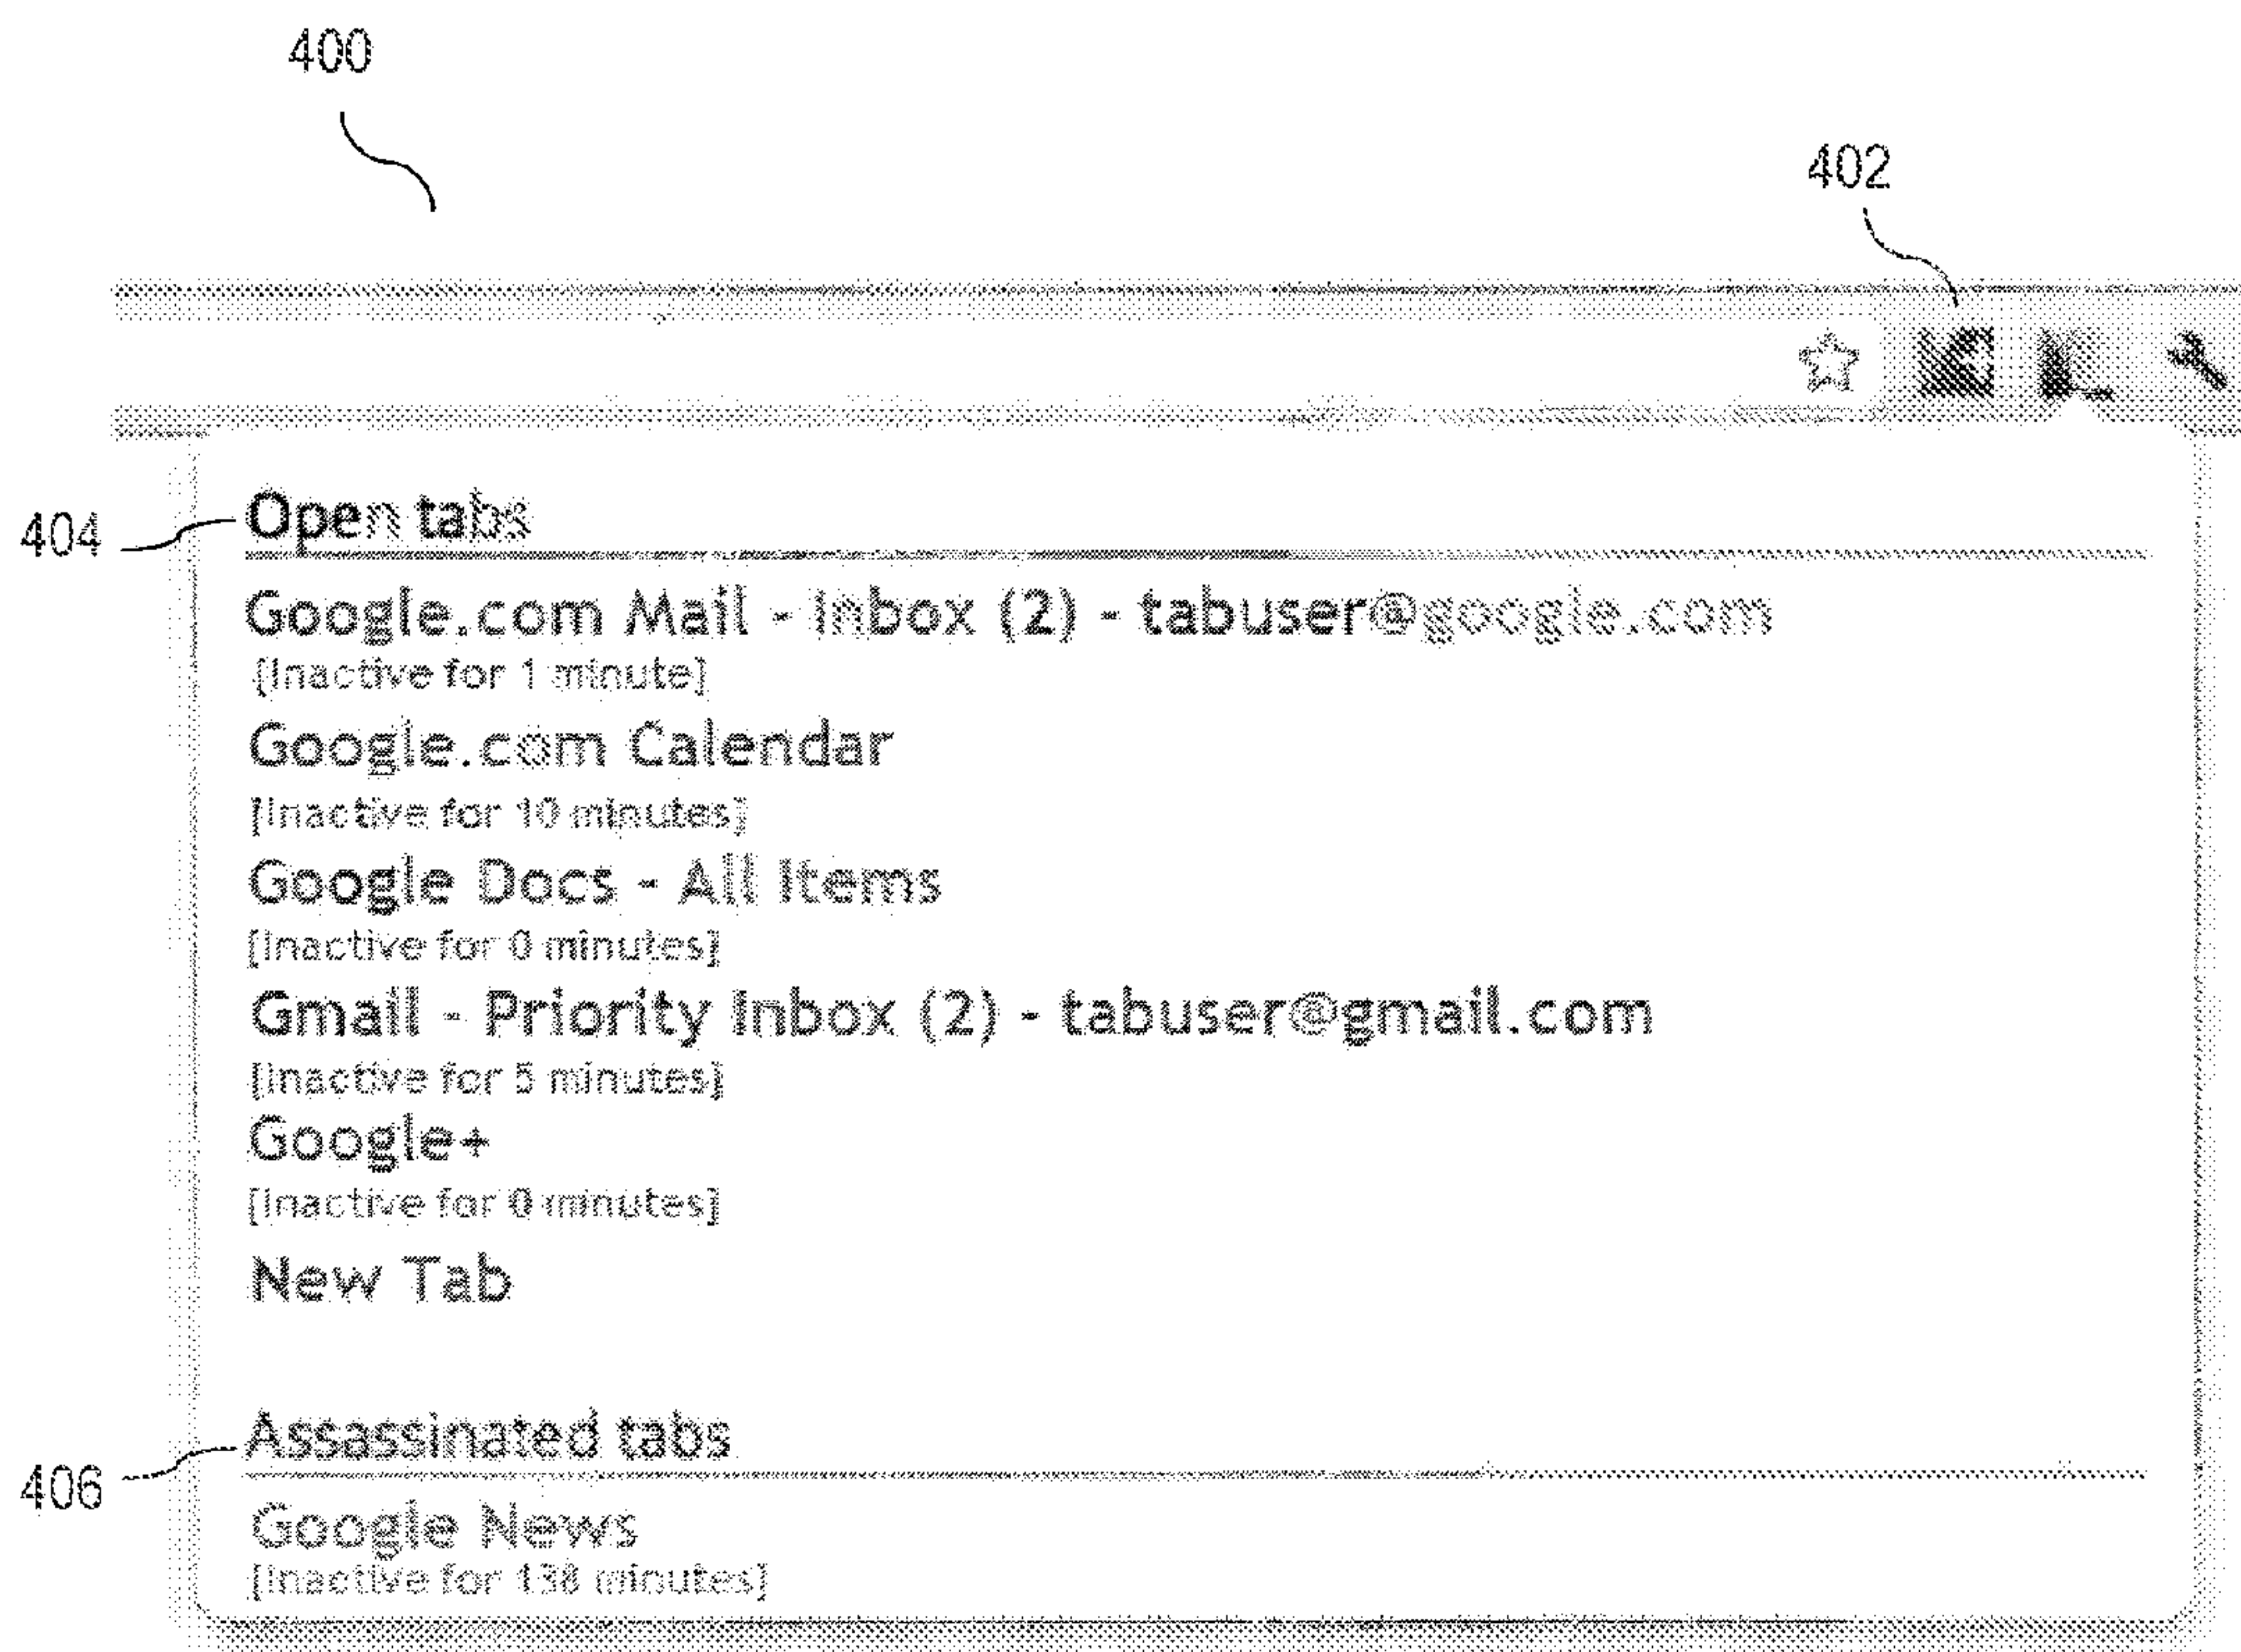 400
402
404
Open tabs
Google.com Mail - Inbox (2) - tabuser@google.com
[Inactive for 1 minute]
Google.com Calendar
[Inactive for 10 minutes]
Google Docs - All Items
[Inactive for 0 minutes]
Gmail - Priority Inbox (2) - tabuser@gmail.com
[Inactive for 5 minutes]
Google+
[Inactive for 0 minutes]
New Tab
406
Assassinated tabs
Google News
[Inactive for 138 minutes]